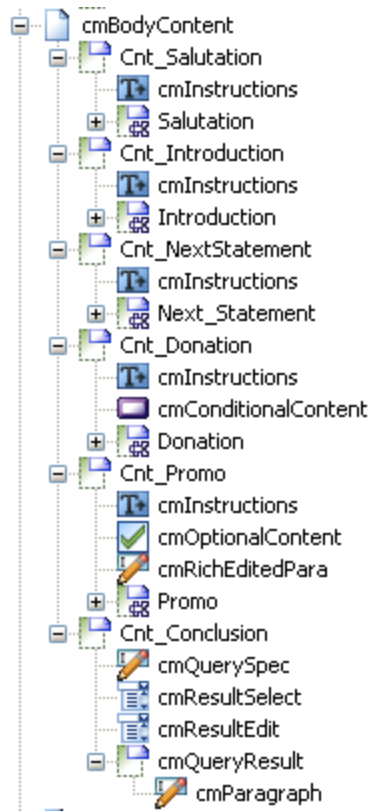 cmBodyContent
Cnt_Salutation
cmInstructions
Salutation
Cnt_Introduction
cmInstructions
Introduction
Cnt_NextStatement
cmInstructions
Next_Statement
Cnt_Donation
cmInstructions
cmConditionalContent
Donation
Cnt_Promo
cmInstructions
cmOptionalContent
cmRichEditedPara
Promo
Cnt_Conclusion
cmQuerySpec
cmResultSelect
cmResultEdit
cmQueryResult
cmParagraph